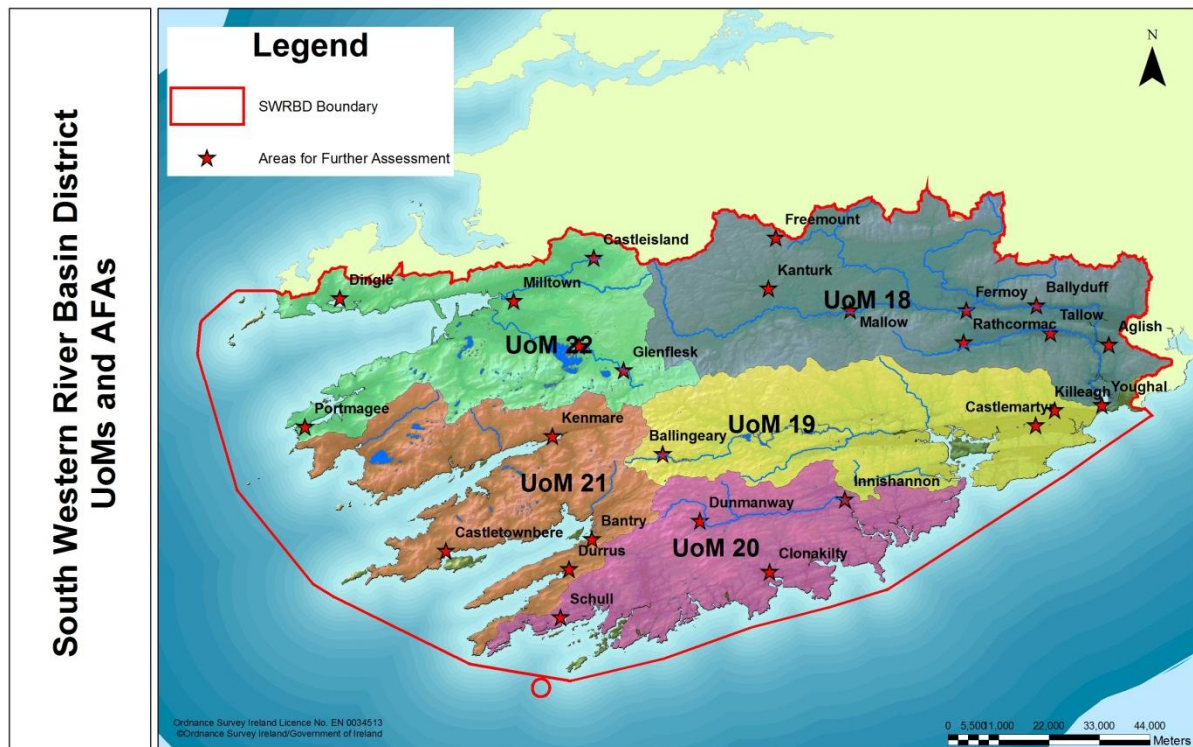 South Western River Basin District
UoMs and AFAs
Legend
SWRBD Boundary
Areas for Further Assessment
N
Freemount
Castleisland
Kanturk
Dingle
Milltown
UoM 18
Fermoy
Ballyduff
Mallow
Tallow
Rathcormac
Aglish
UoM 22
Glenflesk
Killeagh
Youghal
Castlemarty
Portmagee
Kenmare
UoM 19
Ballingeary
UoM 21
Innishannon
Dunmanway
Bantry
Castletownbere
UoM 20
Durrus
Clonakilty
Schull
Ordnance Survey Ireland Licence No. EN 0034513
©Ordnance Survey Ireland/Government of Ireland
0 5,500 11,000 22,000 33,000 44,000
Meters